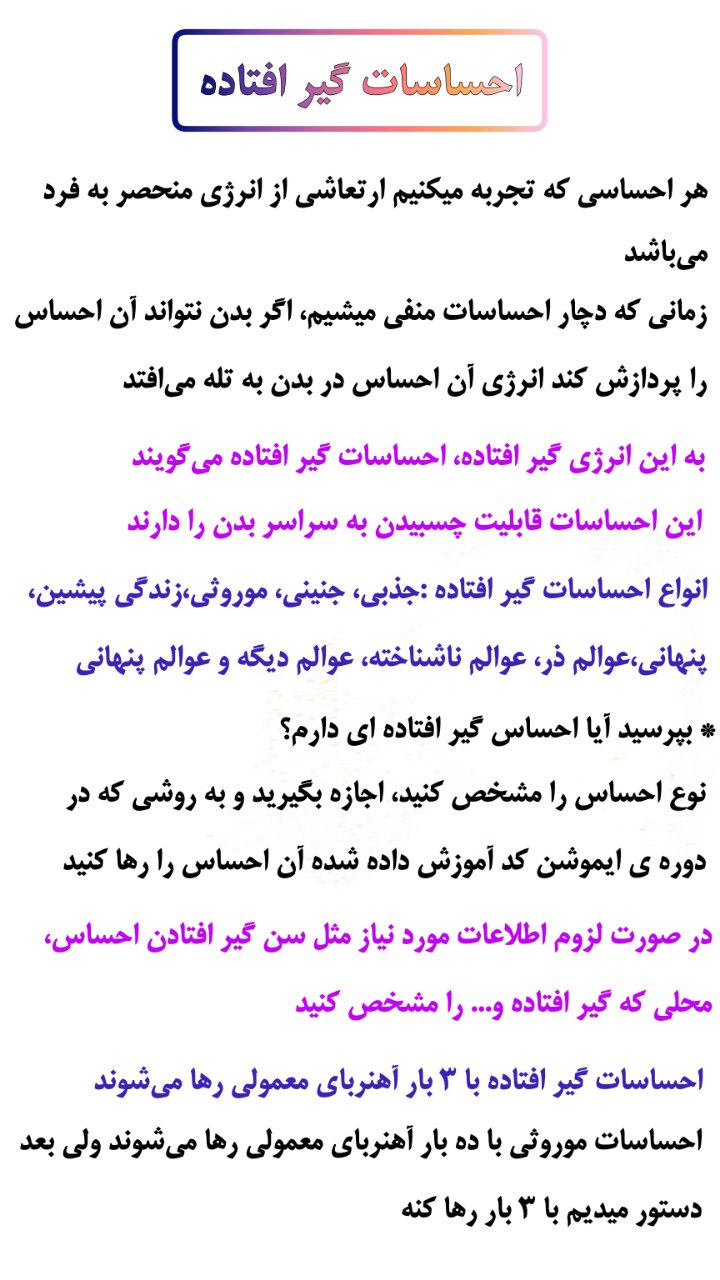 احساسات گیر افتاده
هر احساسی که تجربه میکنیم ارتعاشی از انرژی منحصر به فرد
می‌باشد
زمانی که دچار احساسات منفی میشیم، اگر بدن نتواند آن احساس
را پردازش کند انرژی آن احساس در بدن به تله می‌افتد
به این انرژی گیر افتاده، احساسات گیر افتاده می‌گویند
این احساسات قابلیت چسبیدن به سراسر بدن را دارند
انواع احساسات گیر افتاده :جذبی، جنینی، موروثی،زندگی پیشین،
پنهانی،عوالم ذر، عوالم ناشناخته، عوالم دیگه و عوالم پنهانی
* بپرسید آیا احساس گیر افتاده ای دارم؟
نوع احساس را مشخص کنید، اجازه بگیرید و به روشی که در
دوره ی ایموشن کد آموزش داده شده آن احساس را رها کنید
در صورت لزوم اطلاعات مورد نیاز مثل سن گیر افتادن احساس،
محلی که گیر افتاده و... را مشخص کنید
احساسات گیر افتاده با ۳ بار آهنربای معمولی رها می‌شوند
احساسات موروثی با ده بار آهنربای معمولی رها می‌شوند ولی بعد
دستور میدیم با ۳ بار رها کنه